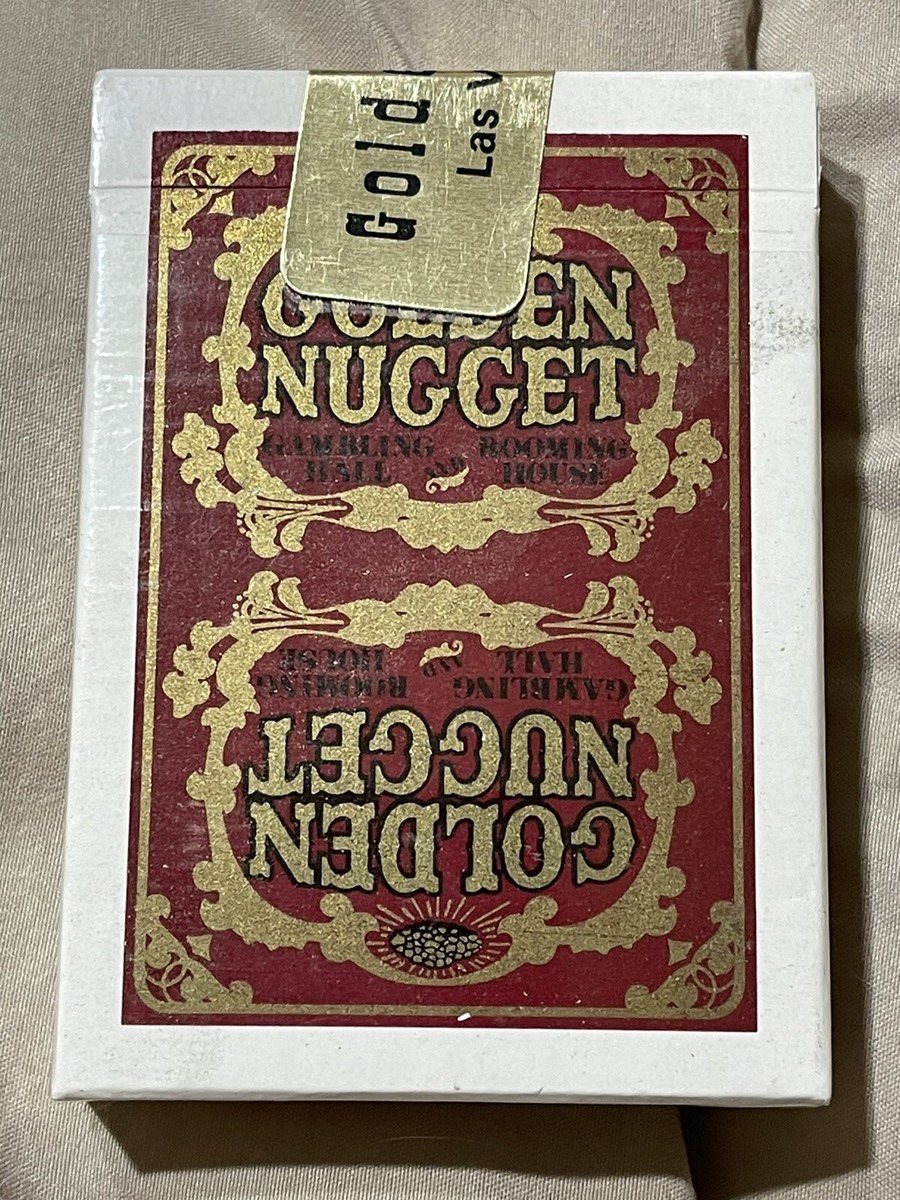 Gold
Las V
GOLDEN
NUGGET
GAMBLING
HALL
AND
ROOMING
HOUSE
GOLDEN
NUGGET
GAMBLING
HALL
AND
ROOMING
HOUSE